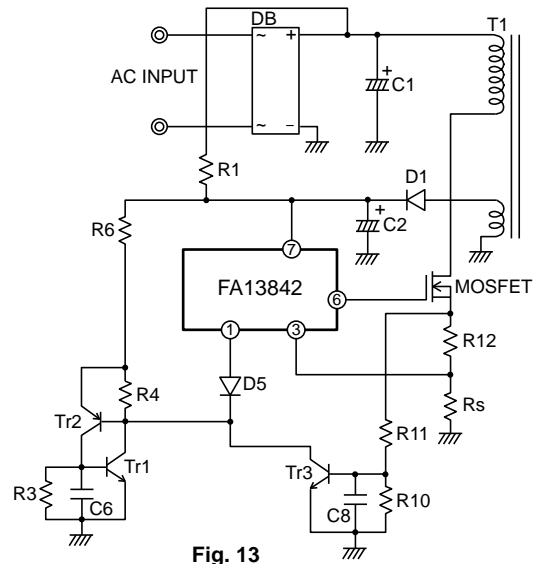 DB
T1
~
+
AC INPUT
+
C1
~
−
R1
D1
+
C2
R6
7
FA13842
6
MOSFET
1
3
R12
R4
D5
Rs
Tr2
R11
Tr1
Tr3
R3
C6
C8
R10
Fig. 13